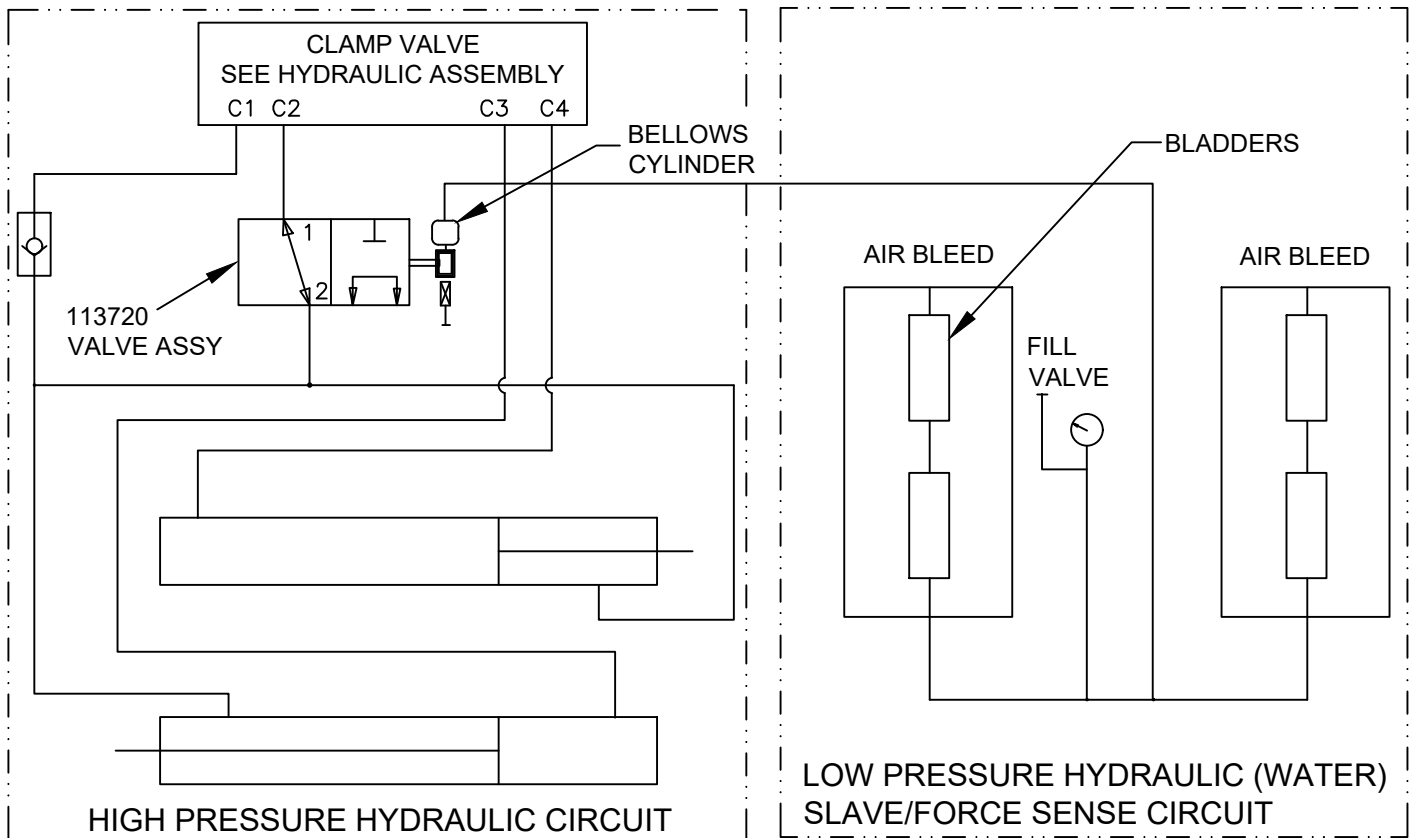 CLAMP VALVE
SEE HYDRAULIC ASSEMBLY
C1 C2 C3 C4
BELLOWS
CYLINDER
BLADDERS
1
2
113720
VALVE ASSY
AIR BLEED
AIR BLEED
FILL
VALVE
HIGH PRESSURE HYDRAULIC CIRCUIT
LOW PRESSURE HYDRAULIC (WATER)
SLAVE/FORCE SENSE CIRCUIT